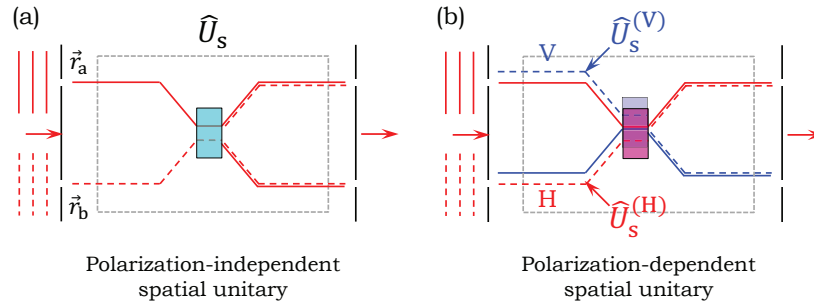 (a)
Û_s
r⃗_a
r⃗_b
Polarization-independent
spatial unitary
(b)
V
Û_s^(V)
H
Û_s^(H)
Polarization-dependent
spatial unitary